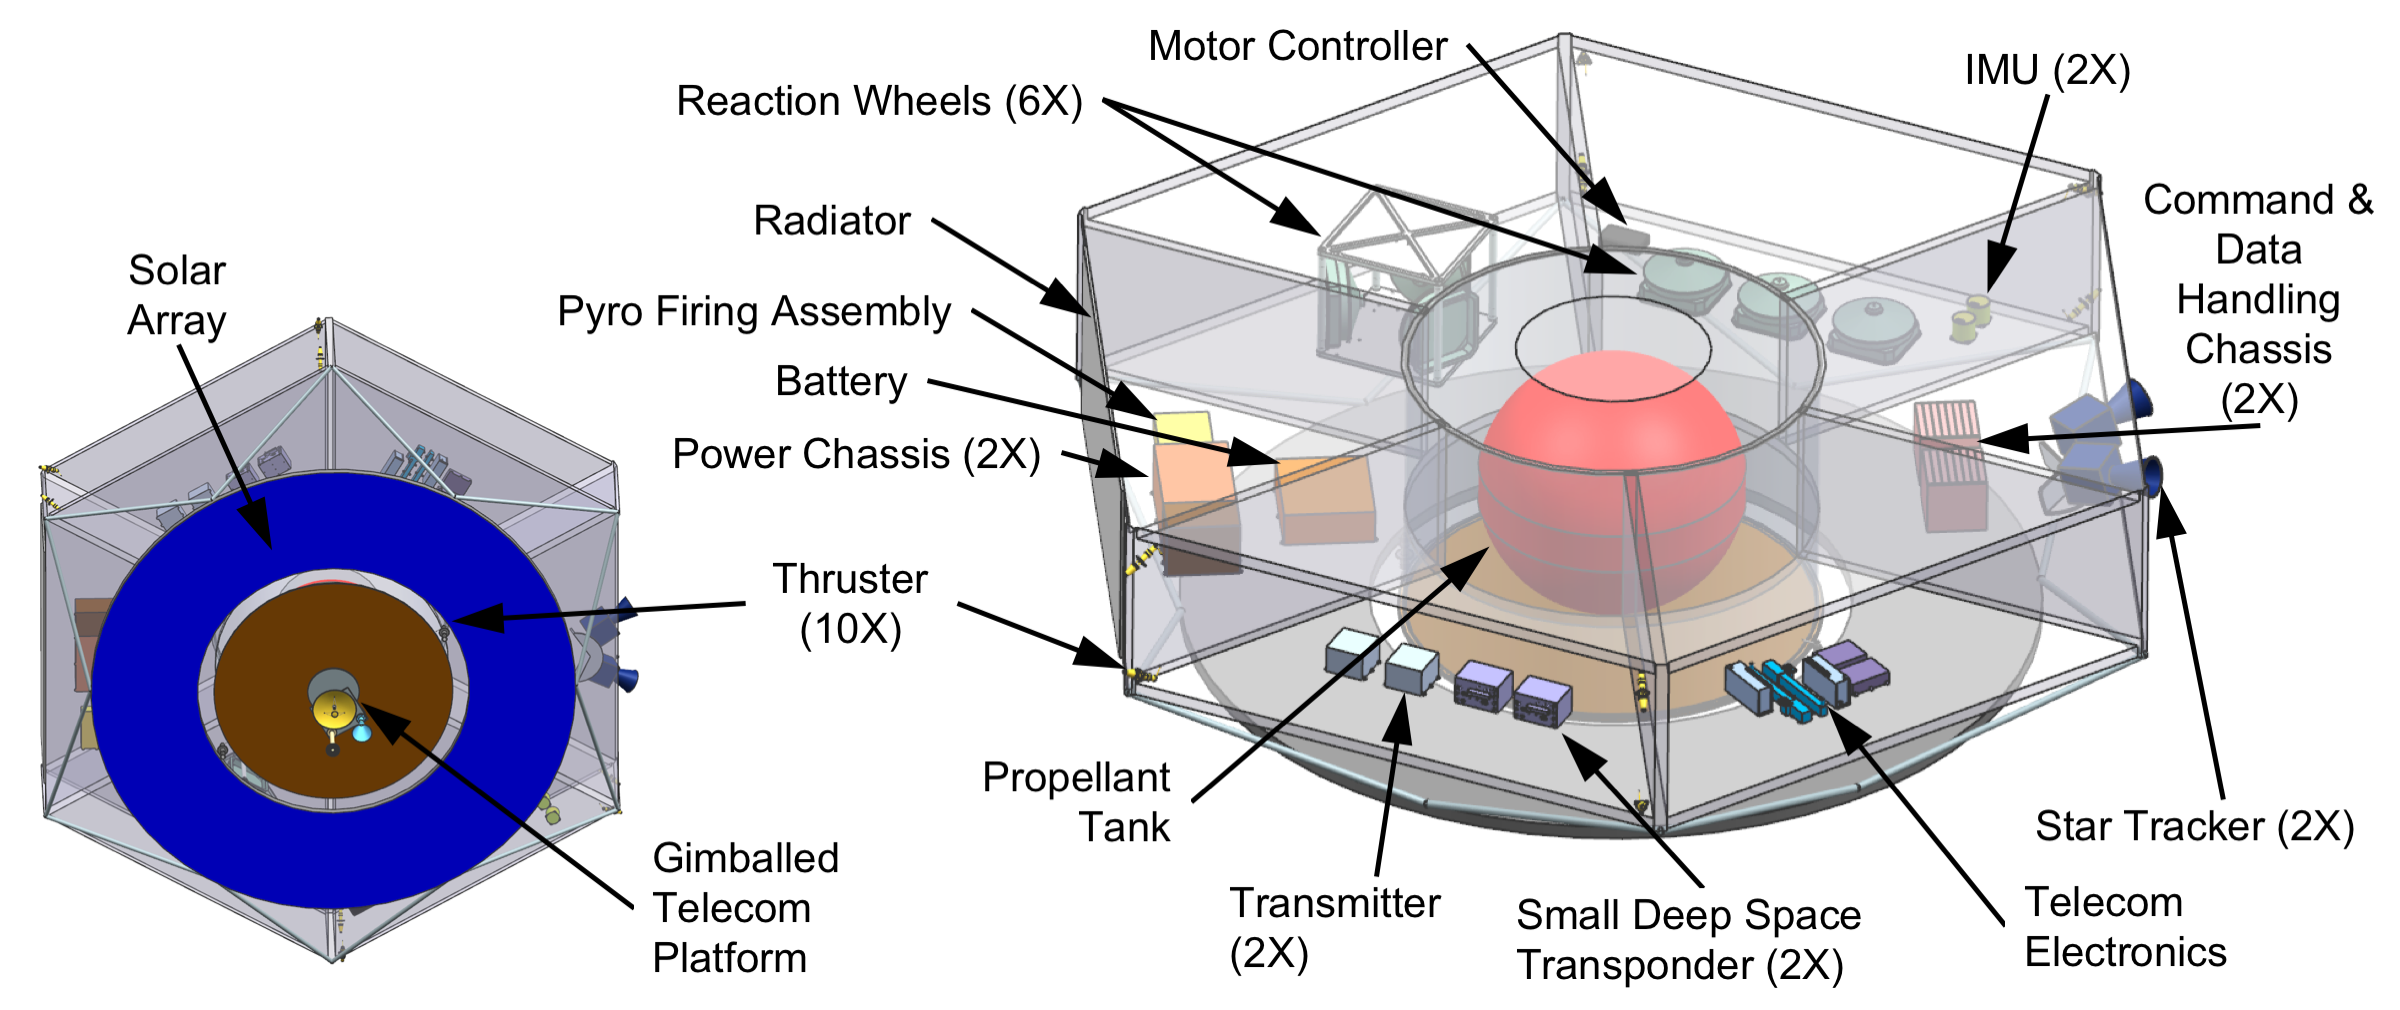 Motor Controller
IMU (2X)
Reaction Wheels (6X)
Command &
Data
Handling
Chassis
(2X)
Radiator
Solar
Array
Pyro Firing Assembly
Battery
Power Chassis (2X)
Thruster
(10X)
Propellant
Tank
Star Tracker (2X)
Gimballed
Telecom
Platform
Transmitter
(2X)
Small Deep Space
Transponder (2X)
Telecom
Electronics